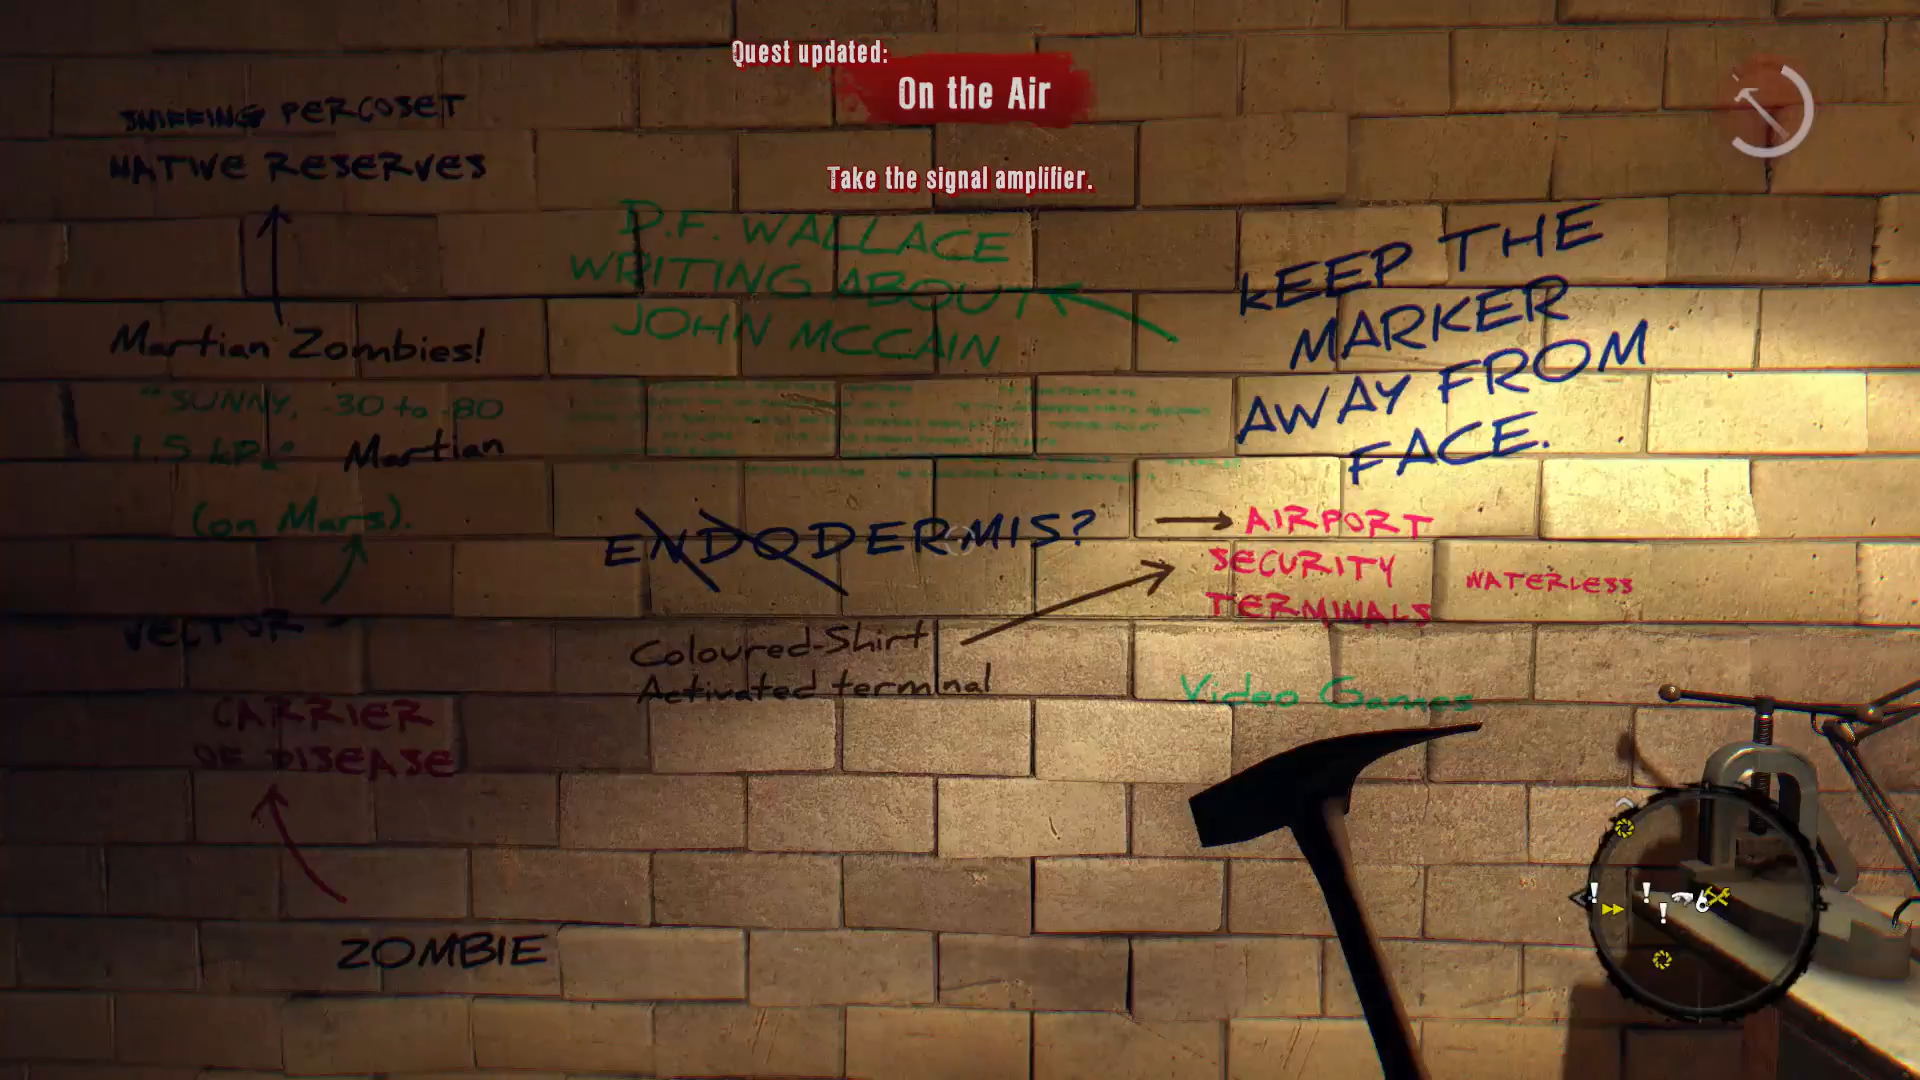 Quest updated:
On the Air
Take the signal amplifier.
SNIFFING PERCOSET
NATIVE RESERVES
Martian Zombies!
"SUNNY, -30 to -80
1.5 kPa" Martian
(on Mars).
VECTOR -
CARRIER
OF DISEASE
ZOMBIE
D.F. WALLACE
WRITING ABOUT
JOHN MCCAIN
ENDODERMIS?
Coloured-Shirt
Activated terminal
KEEP THE
MARKER
AWAY FROM
FACE.
AIRPORT
SECURITY
TERMINALS
WATERLESS
Video Games